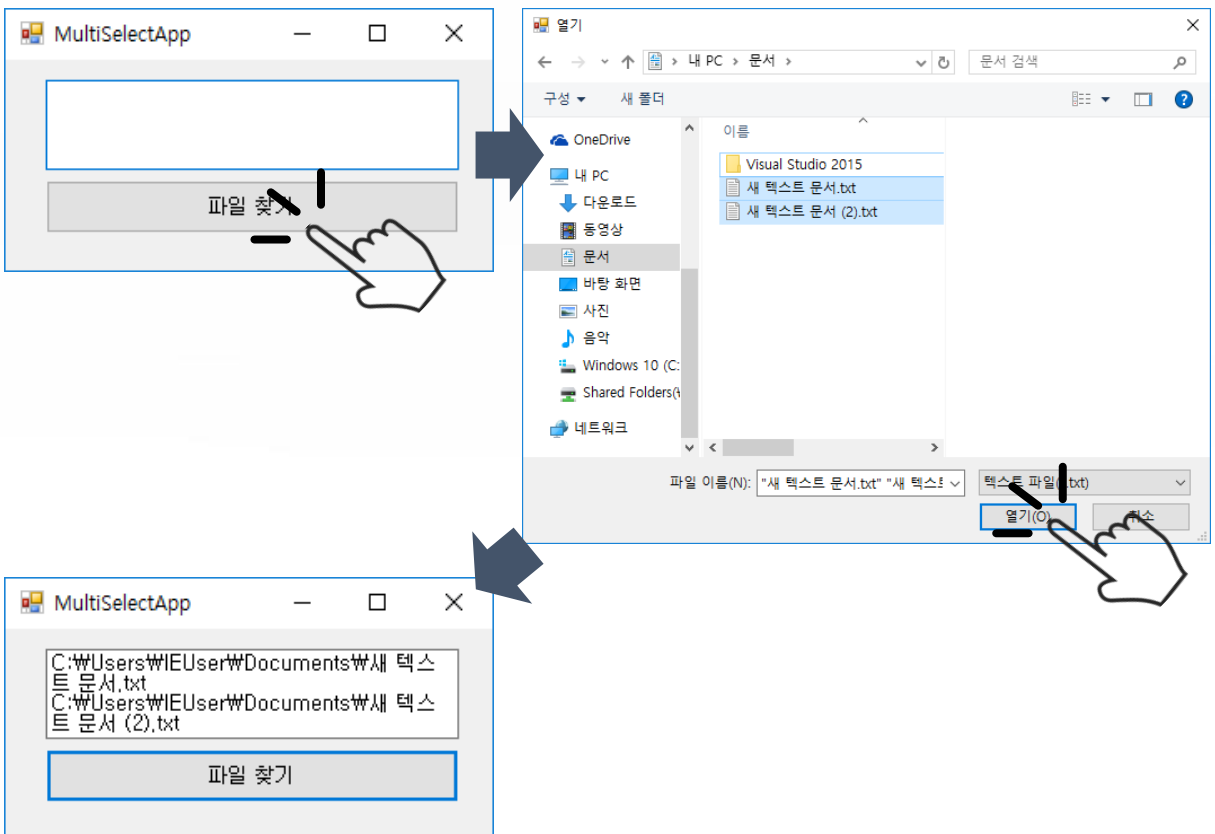 MultiSelectApp
파일 찾기
열기
내 PC > 문서 >
문서 검색
구성
새 폴더
이름
OneDrive
내 PC
다운로드
동영상
문서
바탕 화면
사진
음악
Windows 10 (C:
Shared Folders(
네트워크
Visual Studio 2015
새 텍스트 문서.txt
새 텍스트 문서 (2).txt
파일 이름(N):
"새 텍스트 문서.txt" "새
텍스트 파일
.txt)
열기(O)
취소
MultiSelectApp
C:₩Users₩IEUser₩Documents₩새 텍스
트 문서.txt
C:₩Users₩IEUser₩Documents₩새 텍스
트 문서 (2).txt
파일 찾기